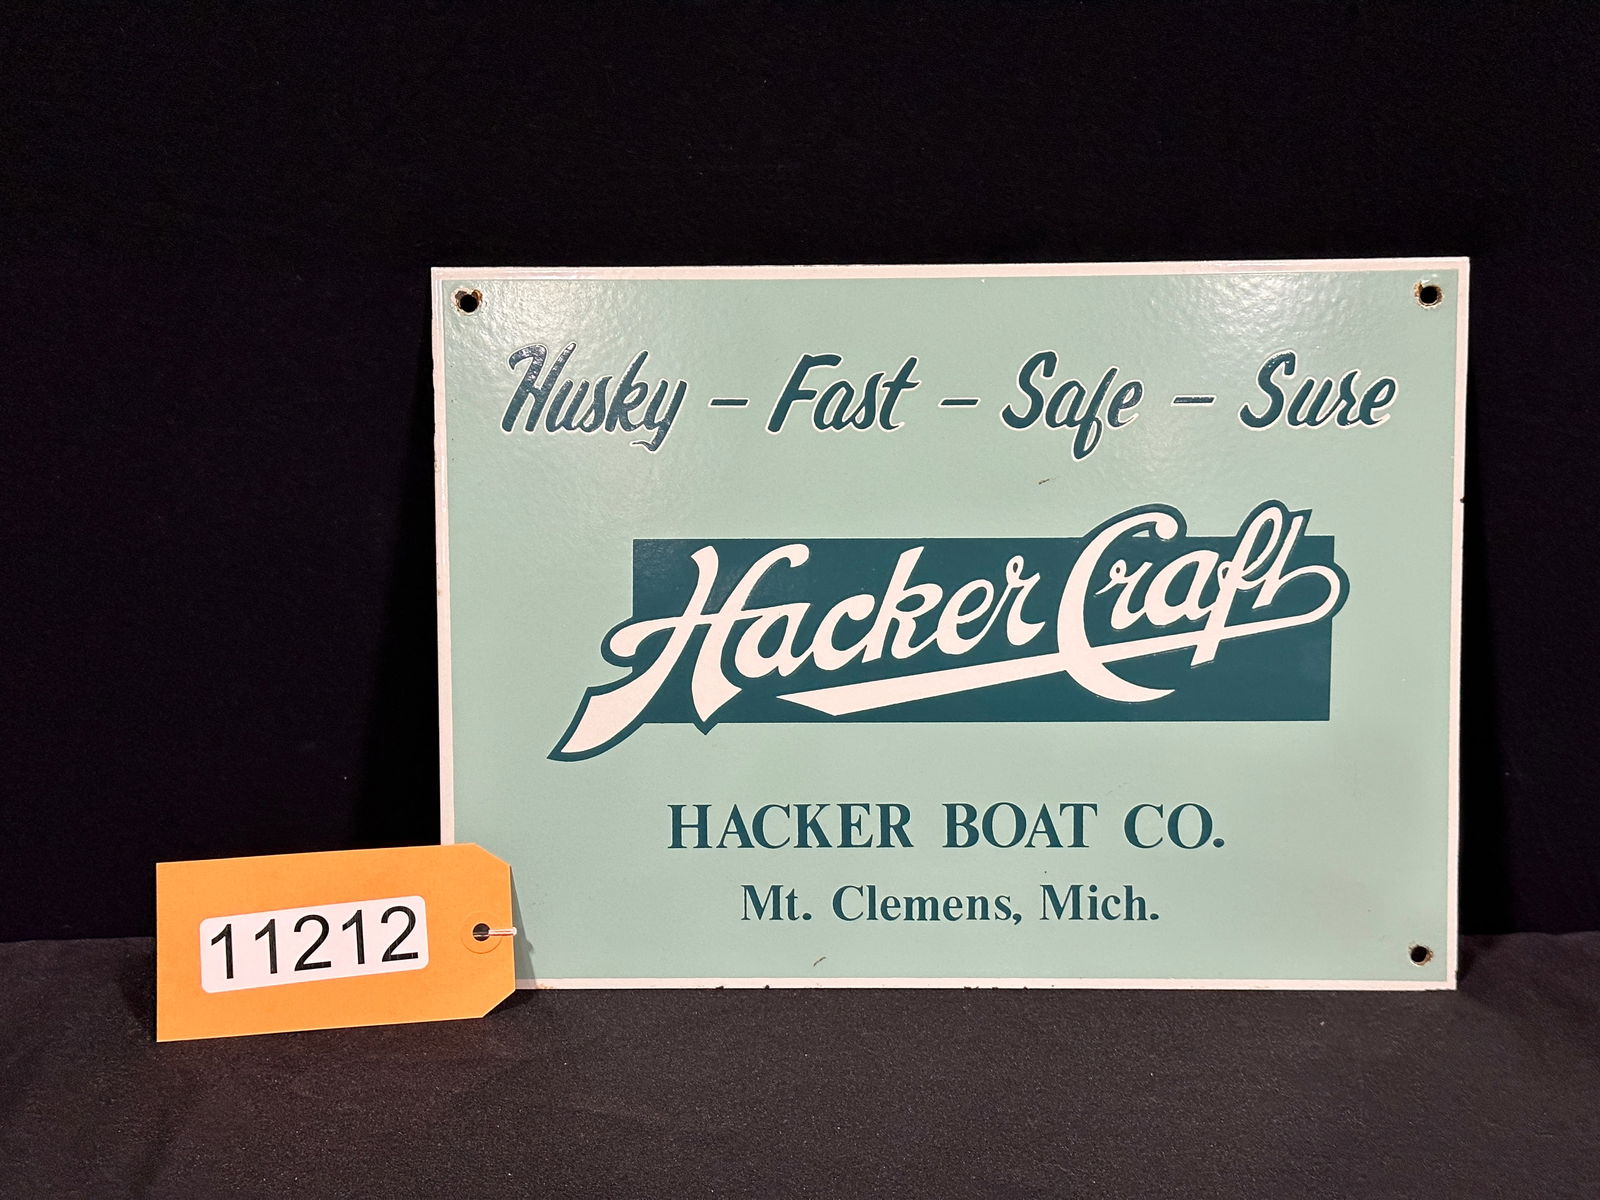 Husky – Fast – Safe – Sure
Hacker Craft
HACKER BOAT CO.
Mt. Clemens, Mich.
11212